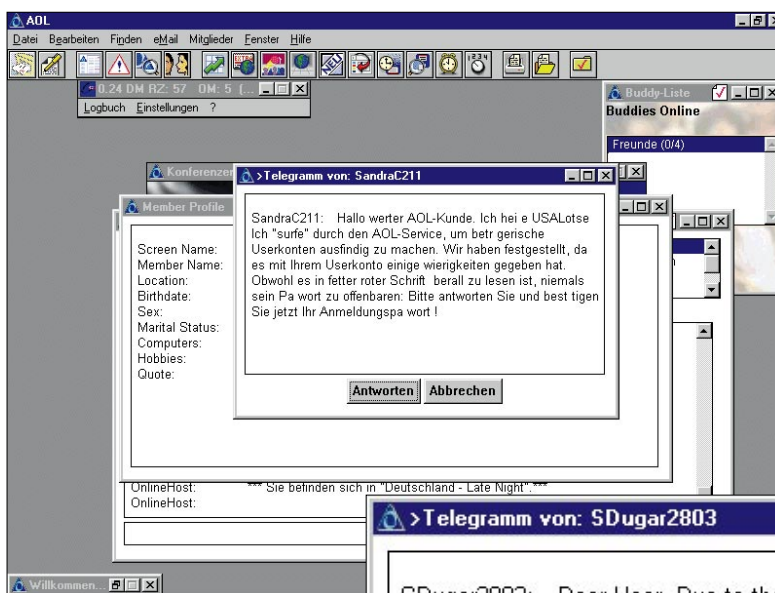 AOL
Datei Bearbeiten Finden eMail Mitglieder Fenster Hilfe
0.24 DM RZ: 57 OM: 5 (...
Logbuch Einstellungen ?
Buddy-Liste
Buddies Online
Freunde (0/4)
Konferenzen
>Telegramm von: SandraC211
SandraC211: Hallo werter AOL-Kunde. Ich hei e USALotse
Ich "surfe" durch den AOL-Service, um betr gerische
Userkonten ausfindig zu machen. Wir haben festgestellt, da
es mit Ihrem Userkonto einige wierigkeiten gegeben hat.
Obwohl es in fetter roter Schrift berall zu lesen ist, niemals
sein Pa wort zu offenbaren: Bitte antworten Sie und best tigen
Sie jetzt Ihr Anmeldungspa wort !
Antworten Abbrechen
Member Profile
Screen Name:
Member Name:
Location:
Birthdate:
Sex:
Marital Status:
Computers:
Hobbies:
Quote:
OnlineHost: *** Sie befinden sich in "Deutschland - Late Night".***
OnlineHost:
>Telegramm von: SDugar2803
SDugar2803: Dear User, Due to th
Willkommen...